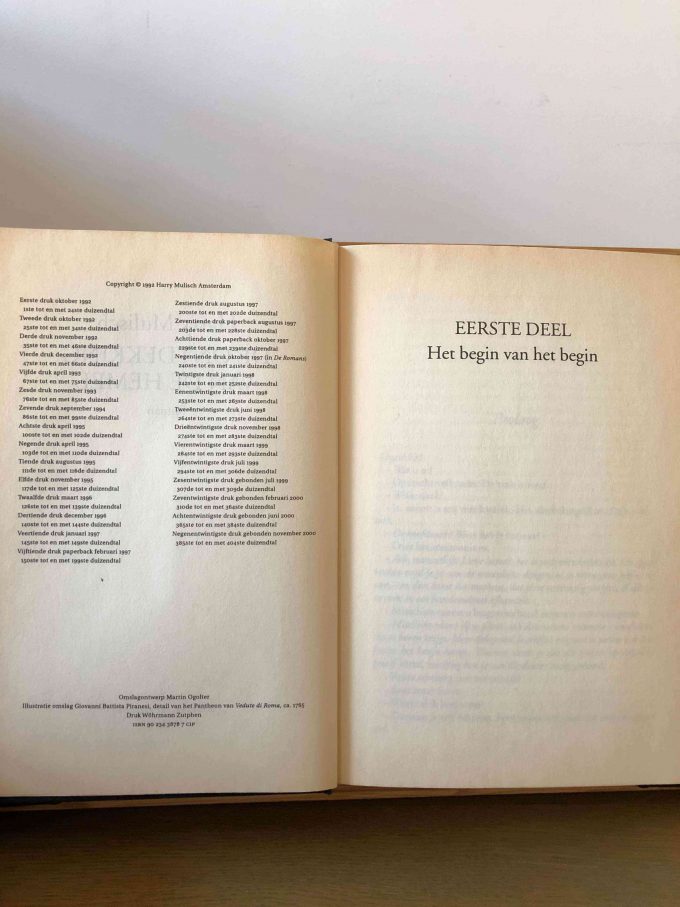 Copyright © 1992 Harry Mulisch Amsterdam
Eerste druk oktober 1992
1ste tot en met 24ste duizendtal
Tweede druk oktober 1992
25ste tot en met 34ste duizendtal
Derde druk november 1992
35ste tot en met 46ste duizendtal
Vierde druk december 1992
47ste tot en met 66ste duizendtal
Vijfde druk april 1993
67ste tot en met 75ste duizendtal
Zesde druk november 1993
76ste tot en met 85ste duizendtal
Zevende druk september 1994
86ste tot en met 99ste duizendtal
Achtste druk april 1995
100ste tot en met 102de duizendtal
Negende druk april 1995
103de tot en met 110de duizendtal
Tiende druk augustus 1995
111de tot en met 116de duizendtal
Elfde druk november 1995
117de tot en met 125ste duizendtal
Twaalfde druk maart 1996
126ste tot en met 139ste duizendtal
Dertiende druk december 1996
140ste tot en met 144ste duizendtal
Veertiende druk januari 1997
145ste tot en met 149ste duizendtal
Vijftiende druk paperback februari 1997
150ste tot en met 199ste duizendtal
Zestiende druk augustus 1997
200ste tot en met 202de duizendtal
Zeventiende druk paperback augustus 1997
203de tot en met 228ste duizendtal
Achttiende druk paperback oktober 1997
229ste tot en met 239ste duizendtal
Negentiende druk oktober 1997 (in De Romans)
240ste tot en met 241ste duizendtal
Twintigste druk januari 1998
242ste tot en met 252ste duizendtal
Eenentwintigste druk maart 1998
253ste tot en met 263ste duizendtal
Tweeëntwintigste druk juni 1998
264ste tot en met 273ste duizendtal
Drieëntwintigste druk november 1998
274ste tot en met 283ste duizendtal
Vierentwintigste druk maart 1999
284ste tot en met 293ste duizendtal
Vijfentwintigste druk juli 1999
294ste tot en met 306de duizendtal
Zesentwintigste druk gebonden juli 1999
307de tot en met 309de duizendtal
Zevenentwintigste druk gebonden februari 2000
310de tot en met 364ste duizendtal
Achtentwintigste druk gebonden juni 2000
365ste tot en met 384ste duizendtal
Negenentwintigste druk gebonden november 2000
385ste tot en met 404ste duizendtal
Omslagontwerp Martin Ogolter
Illustratie omslag Giovanni Battista Piranesi, detail van het Pantheon van Vedute di Roma, ca. 1765
Druk Wöhrmann Zutphen
ISBN 90 234 3878 7 CIP
EERSTE DEEL
Het begin van het begin